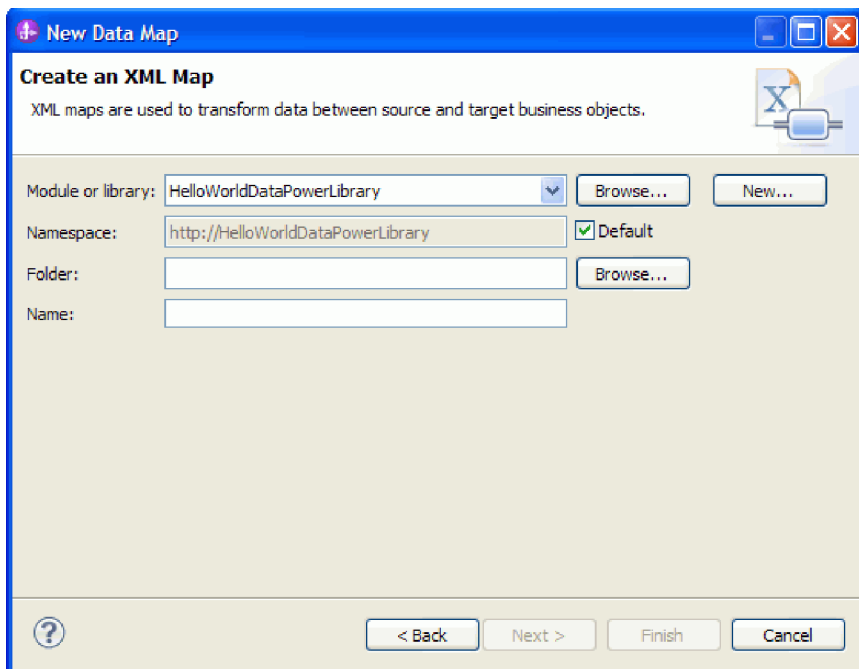 New Data Map
Create an XML Map
XML maps are used to transform data between source and target business objects.
X
Module or library: HelloWorldDataPowerLibrary Browse... New...
Namespace: http://HelloWorldDataPowerLibrary Default
Folder: Browse...
Name:
? < Back Next > Finish Cancel